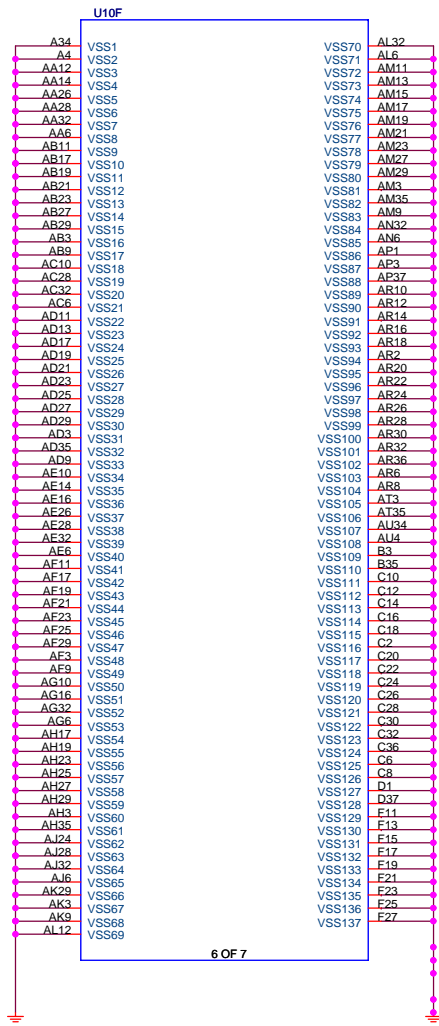 U10F
A34 VSS1 VSS70 AL32
A4 VSS2 VSS71 AL6
AA12 VSS3 VSS72 AM11
AA14 VSS4 VSS73 AM13
AA26 VSS5 VSS74 AM15
AA28 VSS6 VSS75 AM17
AA32 VSS7 VSS76 AM19
AA6 VSS8 VSS77 AM21
AB11 VSS9 VSS78 AM23
AB17 VSS10 VSS79 AM27
AB19 VSS11 VSS80 AM29
AB21 VSS12 VSS81 AM3
AB23 VSS13 VSS82 AM35
AB27 VSS14 VSS83 AM9
AB29 VSS15 VSS84 AN32
AB3 VSS16 VSS85 AN6
AB9 VSS17 VSS86 AP1
AC10 VSS18 VSS87 AP3
AC28 VSS19 VSS88 AP37
AC32 VSS20 VSS89 AR10
AC6 VSS21 VSS90 AR12
AD11 VSS22 VSS91 AR14
AD13 VSS23 VSS92 AR16
AD17 VSS24 VSS93 AR18
AD19 VSS25 VSS94 AR2
AD21 VSS26 VSS95 AR20
AD23 VSS27 VSS96 AR22
AD25 VSS28 VSS97 AR24
AD27 VSS29 VSS98 AR26
AD29 VSS30 VSS99 AR28
AD3 VSS31 VSS100 AR30
AD35 VSS32 VSS101 AR32
AD9 VSS33 VSS102 AR36
AE10 VSS34 VSS103 AR6
AE14 VSS35 VSS104 AR8
AE16 VSS36 VSS105 AT3
AE26 VSS37 VSS106 AT35
AE28 VSS38 VSS107 AU34
AE32 VSS39 VSS108 AU4
AE6 VSS40 VSS109 B3
AF11 VSS41 VSS110 B35
AF17 VSS42 VSS111 C10
AF19 VSS43 VSS112 C12
AF21 VSS44 VSS113 C14
AF23 VSS45 VSS114 C16
AF25 VSS46 VSS115 C18
AF29 VSS47 VSS116 C2
AF3 VSS48 VSS117 C20
AF9 VSS49 VSS118 C22
AG10 VSS50 VSS119 C24
AG16 VSS51 VSS120 C26
AG32 VSS52 VSS121 C28
AG6 VSS53 VSS122 C30
AH17 VSS54 VSS123 C32
AH19 VSS55 VSS124 C36
AH23 VSS56 VSS125 C6
AH25 VSS57 VSS126 C8
AH27 VSS58 VSS127 D1
AH29 VSS59 VSS128 D37
AH3 VSS60 VSS129 F11
AH35 VSS61 VSS130 F13
AJ24 VSS62 VSS131 F15
AJ28 VSS63 VSS132 F17
AJ32 VSS64 VSS133 F19
AJ6 VSS65 VSS134 F21
AK29 VSS66 VSS135 F23
AK3 VSS67 VSS136 F25
AK9 VSS68 VSS137 F27
AL12 VSS69
6 OF 7